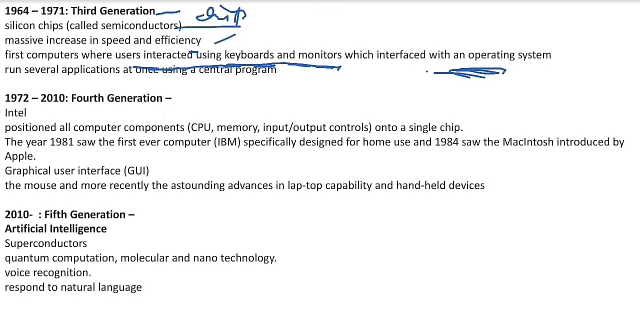 1964 – 1971: Third Generation
chip
silicon chips (called semiconductors)
massive increase in speed and efficiency
first computers where users interacted using keyboards and monitors which interfaced with an operating system
run several applications at once using a central program
1972 – 2010: Fourth Generation –
Intel
positioned all computer components (CPU, memory, input/output controls) onto a single chip.
The year 1981 saw the first ever computer (IBM) specifically designed for home use and 1984 saw the MacIntosh introduced by
Apple.
Graphical user interface (GUI)
the mouse and more recently the astounding advances in lap-top capability and hand-held devices
2010-  : Fifth Generation –
Artificial Intelligence
Superconductors
quantum computation, molecular and nano technology.
voice recognition.
respond to natural language